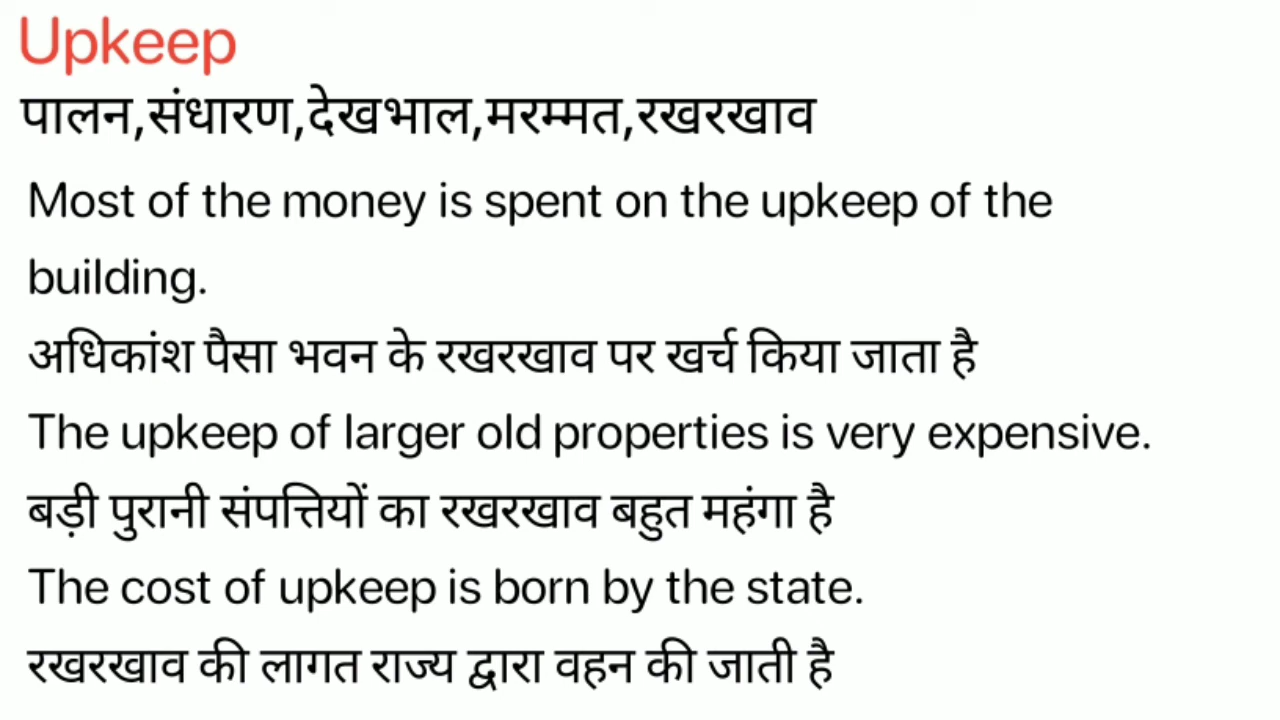 Upkeep
पालन,संधारण,देखभाल,मरम्मत,रखरखाव
Most of the money is spent on the upkeep of the
building.
अधिकांश पैसा भवन के रखरखाव पर खर्च किया जाता है
The upkeep of larger old properties is very expensive.
बड़ी पुरानी संपत्तियों का रखरखाव बहुत महंगा है
The cost of upkeep is born by the state.
रखरखाव की लागत राज्य द्वारा वहन की जाती है